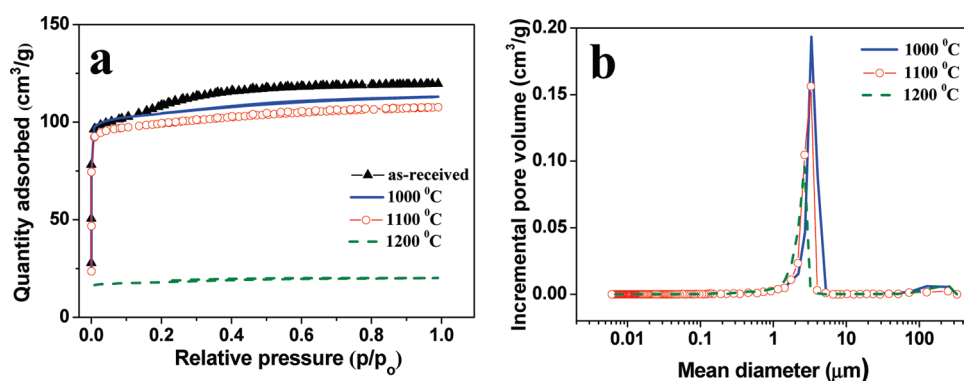 a
Quantity adsorbed (cm³/g)
150
100
50
0
as-received
1000 ⁰C
1100 ⁰C
1200 ⁰C
0.0 0.2 0.4 0.6 0.8 1.0
Relative pressure (p/pₒ)
b
Incremental pore volume (cm³/g)
0.20
0.15
0.10
0.05
0.00
1000 ⁰C
1100 ⁰C
1200 ⁰C
0.01 0.1 1 10 100
Mean diameter (μm)